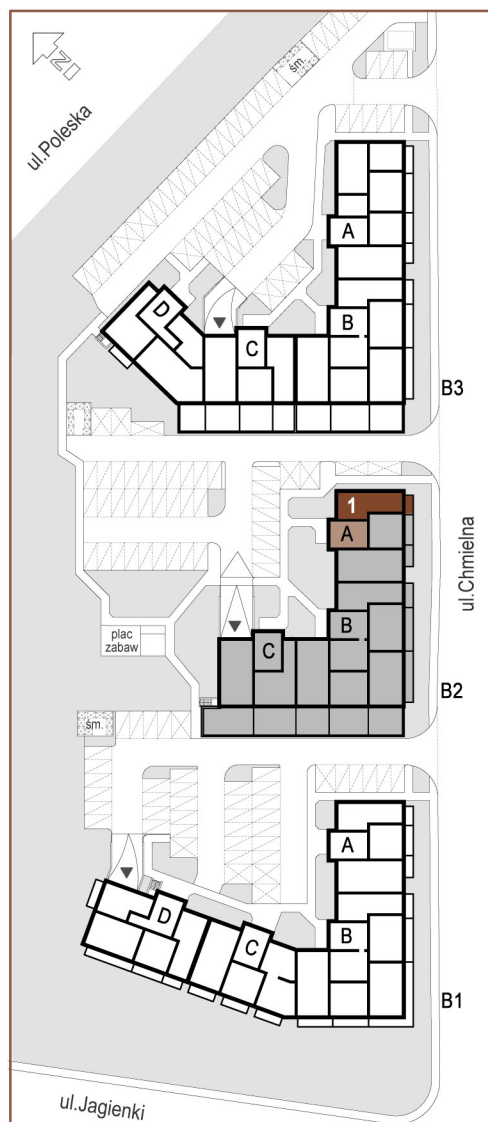 N
śm.
ul.Poleska
A
D
B
C
B3
1
A
ul.Chmielna
B
plac
zabaw
C
B2
śm.
A
D
B
C
B1
ul.Jagienki